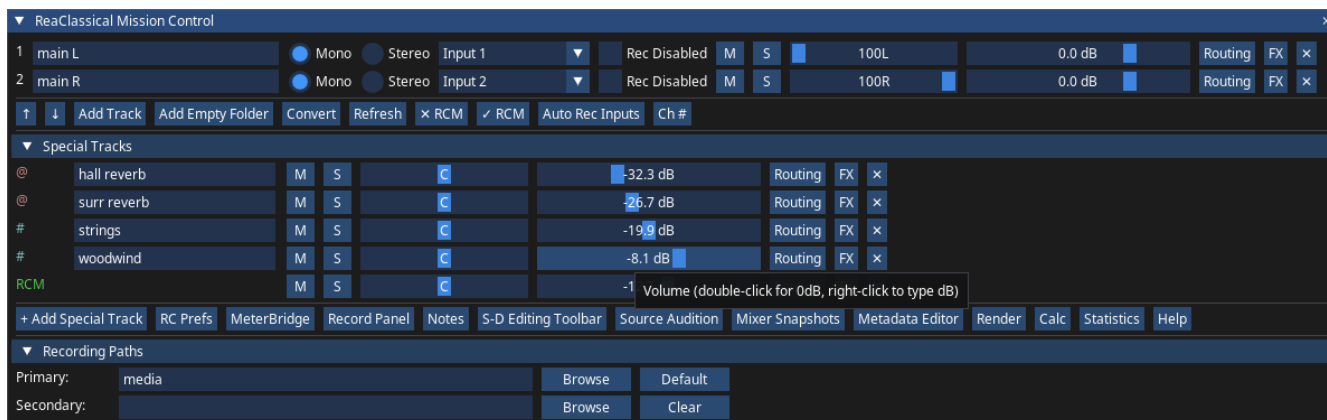 ▼ ReaClassical Mission Control ×
1 main L Mono Stereo Input 1 ▼ Rec Disabled M S 100L 0.0 dB Routing FX ×
2 main R Mono Stereo Input 2 ▼ Rec Disabled M S 100R 0.0 dB Routing FX ×
↑ ↓ Add Track Add Empty Folder Convert Refresh × RCM ✓ RCM Auto Rec Inputs Ch #
▼ Special Tracks
@ hall reverb M S C -32.3 dB Routing FX ×
@ surr reverb M S C -26.7 dB Routing FX ×
# strings M S C -19.9 dB Routing FX ×
# woodwind M S C -8.1 dB Routing FX ×
RCM M S C
Volume (double-click for 0dB, right-click to type dB)
+ Add Special Track RC Prefs MeterBridge Record Panel Notes S-D Editing Toolbar Source Audition Mixer Snapshots Metadata Editor Render Calc Statistics Help
▼ Recording Paths
Primary: media Browse Default
Secondary: Browse Clear